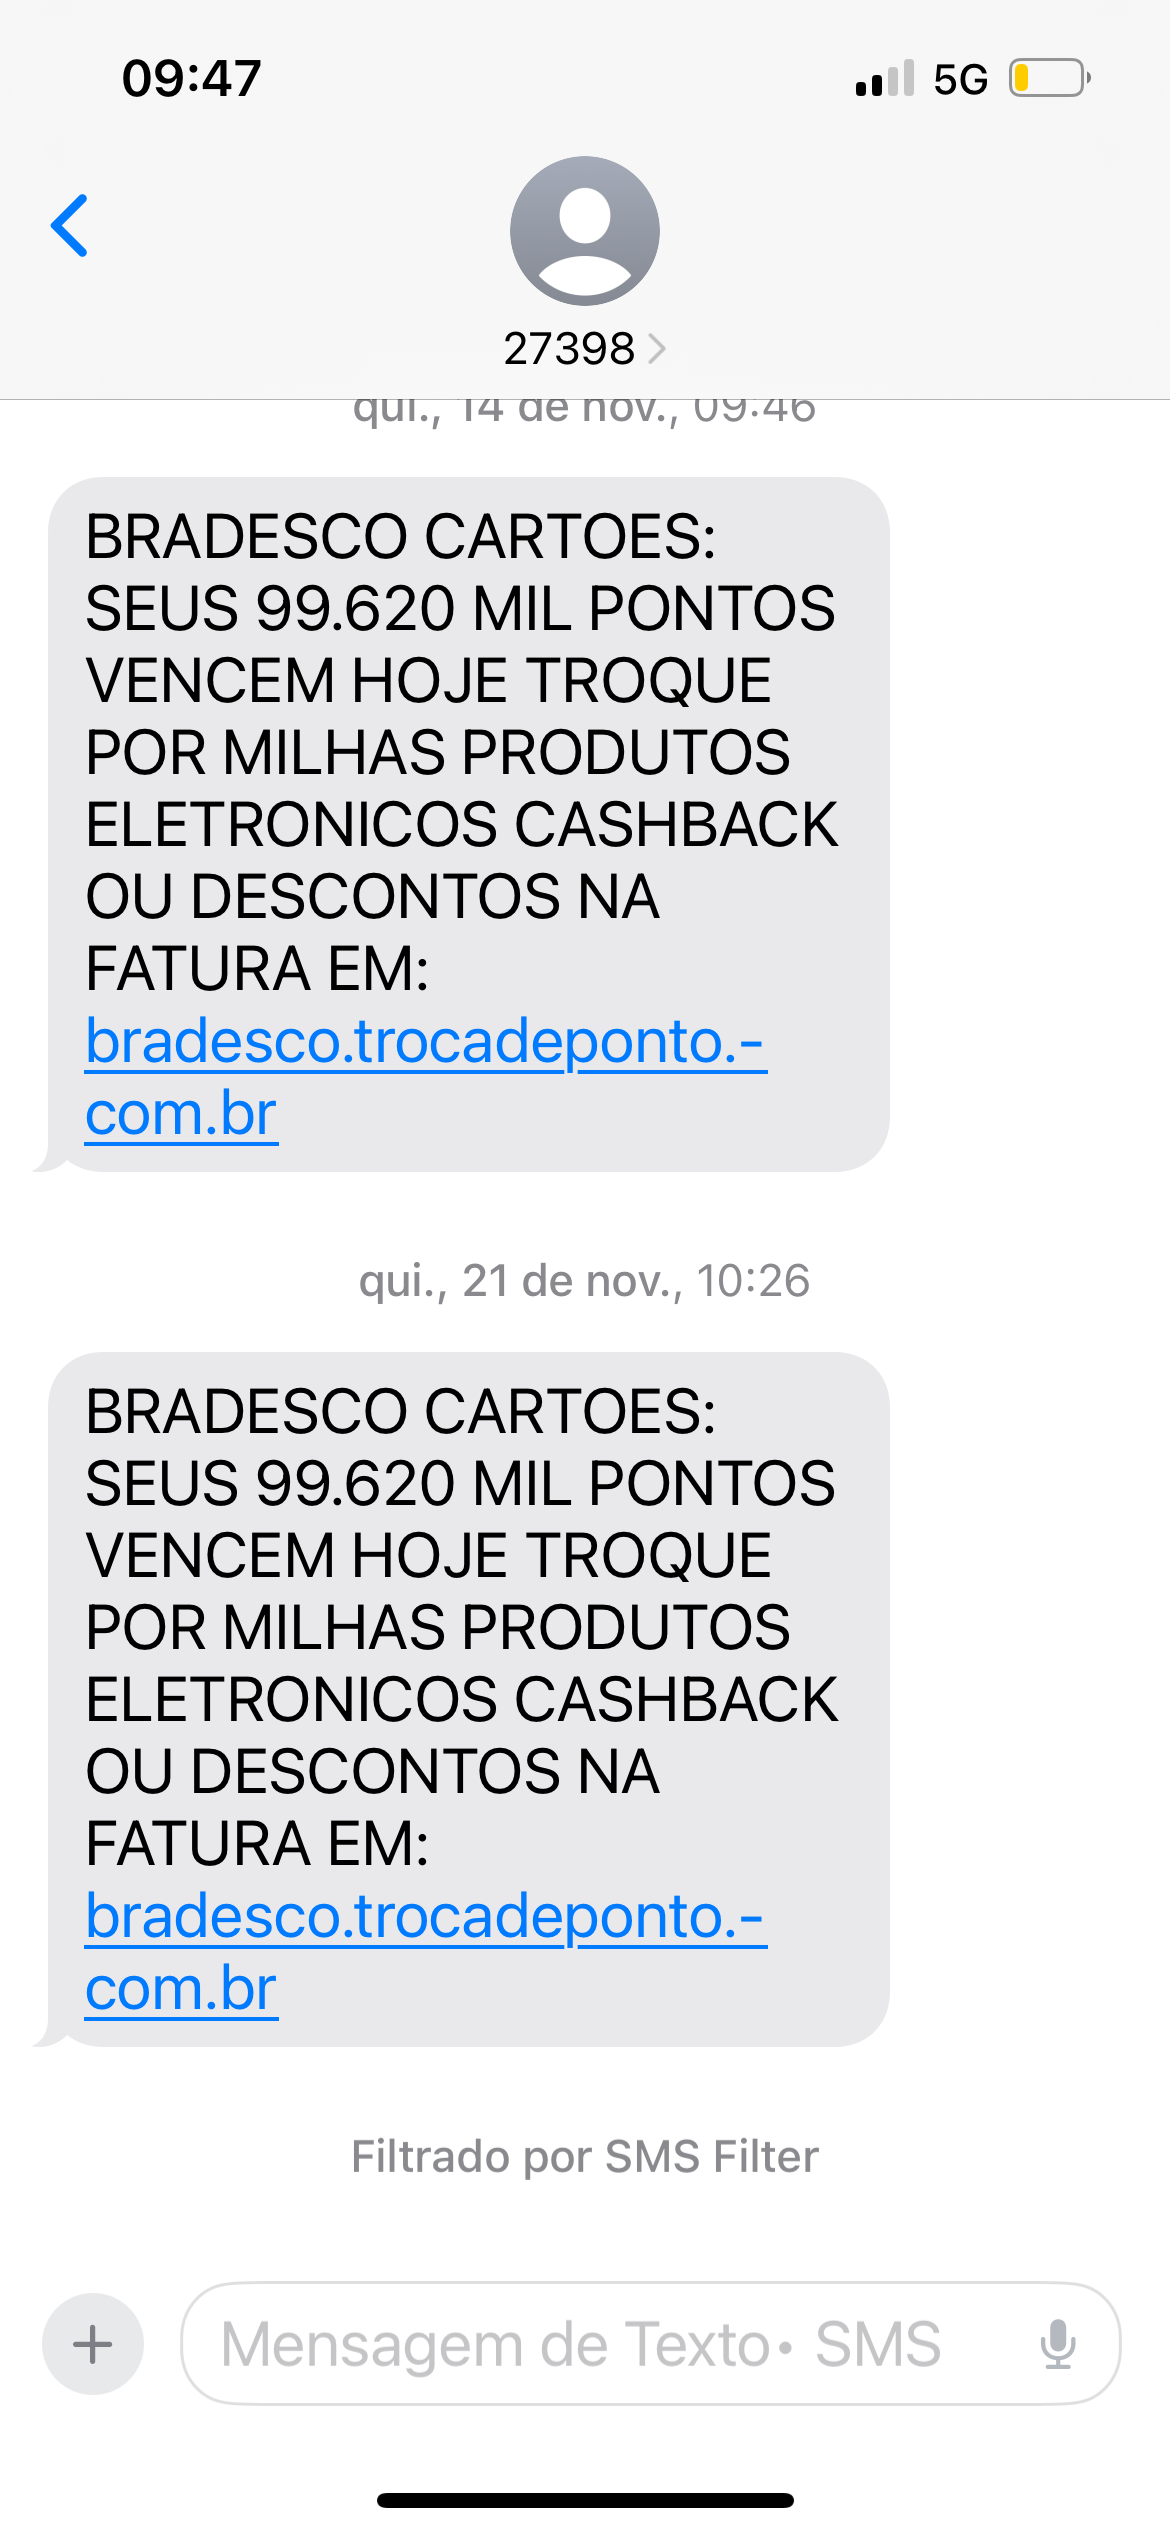 09:47
5G
27398
qui., 14 de nov., 09:46
BRADESCO CARTOES:
SEUS 99.620 MIL PONTOS
VENCEM HOJE TROQUE
POR MILHAS PRODUTOS
ELETRONICOS CASHBACK
OU DESCONTOS NA
FATURA EM:
bradesco.trocadeponto.-
com.br
qui., 21 de nov., 10:26
BRADESCO CARTOES:
SEUS 99.620 MIL PONTOS
VENCEM HOJE TROQUE
POR MILHAS PRODUTOS
ELETRONICOS CASHBACK
OU DESCONTOS NA
FATURA EM:
bradesco.trocadeponto.-
com.br
Filtrado por SMS Filter
Mensagem de Texto• SMS